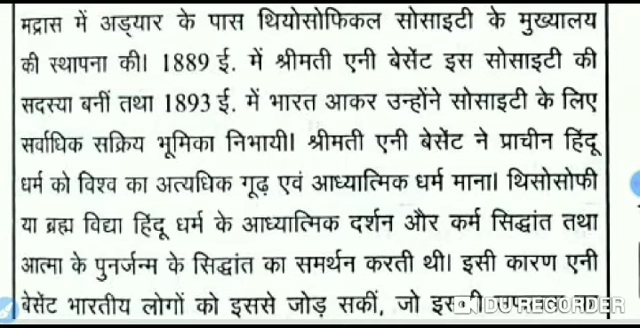 मद्रास में अड्यार के पास थियोसोफिकल सोसाइटी के मुख्यालय
की स्थापना की। 1889 ई. में श्रीमती एनी बेसेंट इस सोसाइटी की
सदस्या बनीं तथा 1893 ई. में भारत आकर उन्होंने सोसाइटी के लिए
सर्वाधिक सक्रिय भूमिका निभायी। श्रीमती एनी बेसेंट ने प्राचीन हिंदू
धर्म को विश्व का अत्यधिक गूढ़ एवं आध्यात्मिक धर्म माना। थिसोसोफी
या ब्रह्म विद्या हिंदू धर्म के आध्यात्मिक दर्शन और कर्म सिद्धांत तथा
आत्मा के पुनर्जन्म के सिद्धांत का समर्थन करती थी। इसी कारण एनी
बेसेंट भारतीय लोगों को इससे जोड़ सकीं, जो
DU RECORDER